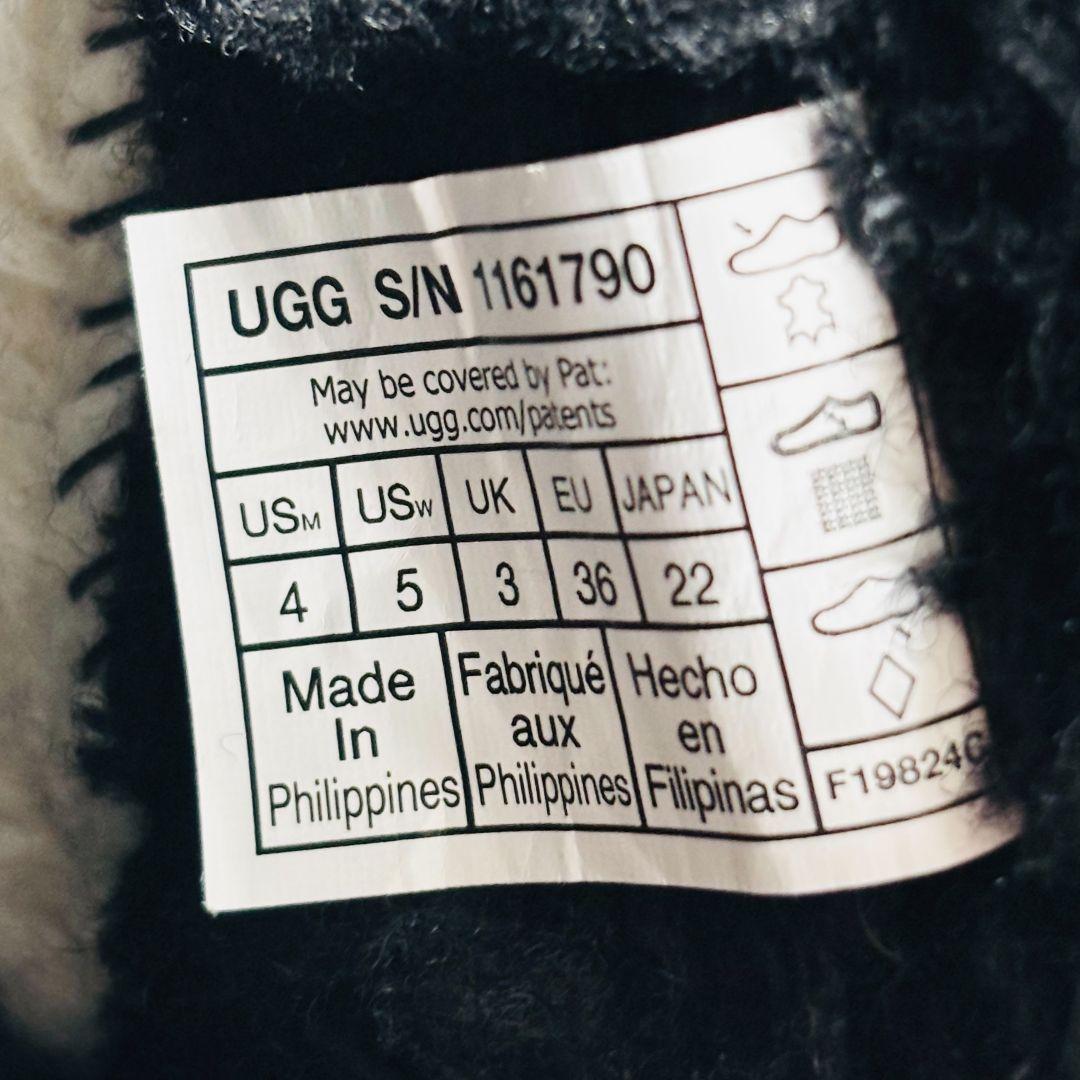 UGG S/N 1161790
May be covered by Pat:
www.ugg.com/patents
USM USW UK EU JAPAN
4 5 3 36 22
Made
In
Philippines
Fabriqué
aux
Philippines
Hecho
en
Filipinas
F19824G